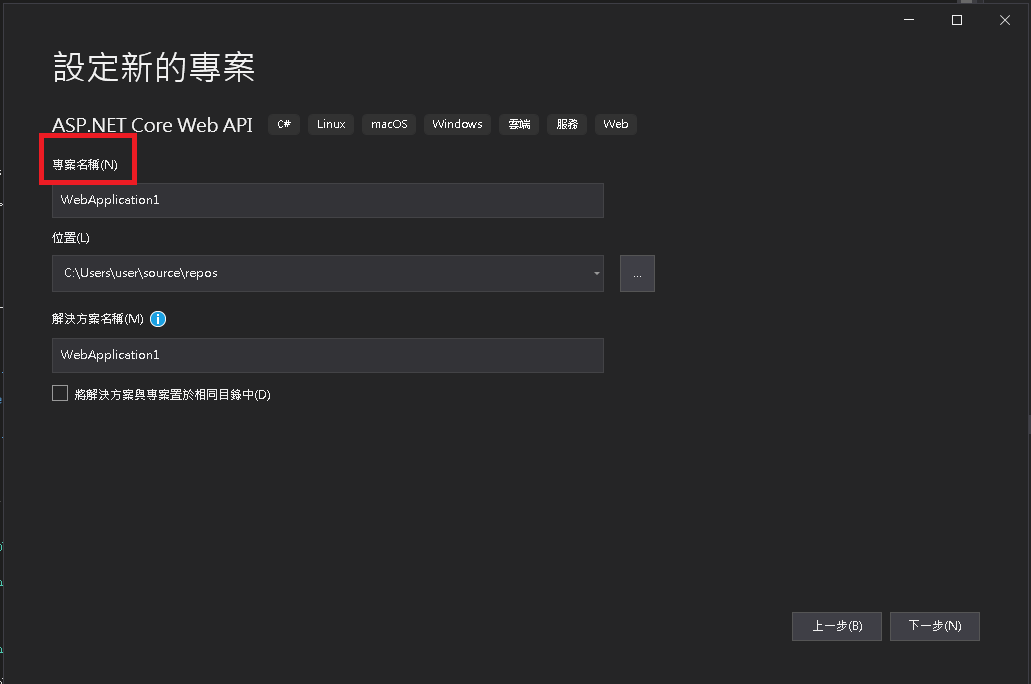 設定新的專案
ASP.NET Core Web API C# Linux macOS Windows 雲端 服務 Web
專案名稱(N)
WebApplication1
位置(L)
C:\Users\user\source\repos ...
解決方案名稱(M)
WebApplication1
將解決方案與專案置於相同目錄中(D)
上一步(B) 下一步(N)